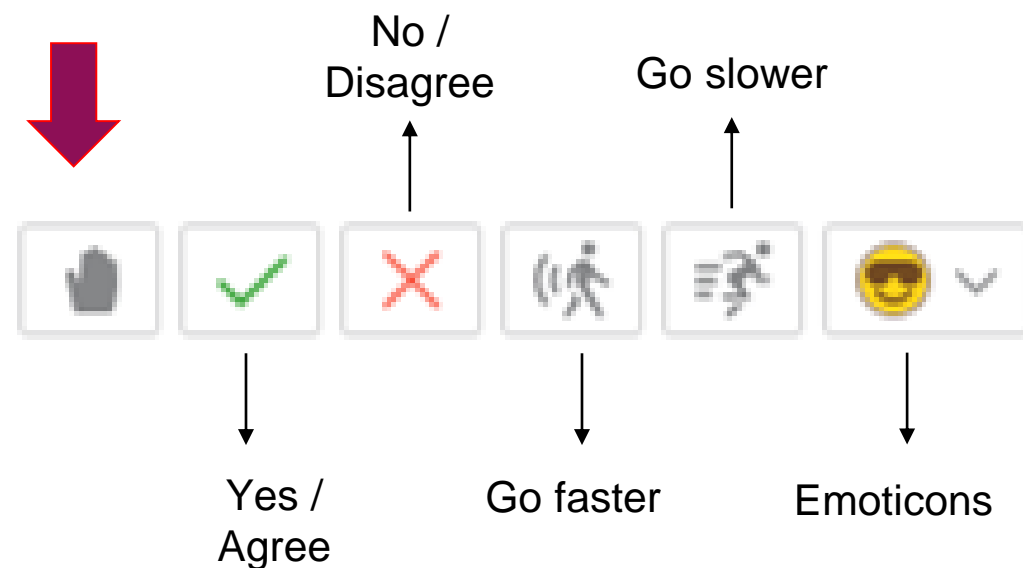 No /
Disagree
Go slower
Yes /
Agree
Go faster
Emoticons